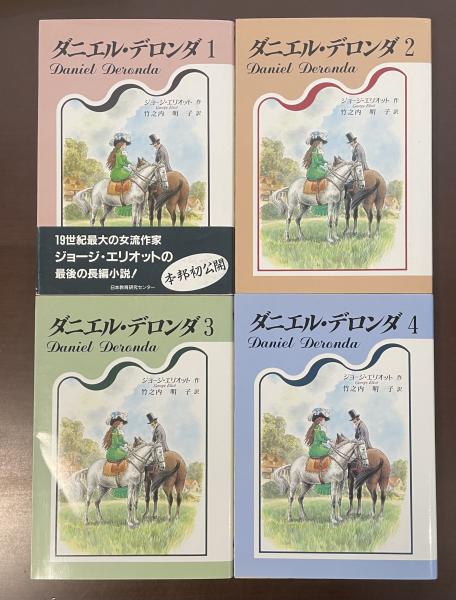 ダニエル・デロンダ 1
Daniel Deronda
ジョージ・エリオット 作
George Eliot
竹之内 明子 訳
19世紀最大の女流作家
ジョージ・エリオットの
最後の長編小説!
本邦初公開
日本教育研究センター
ダニエル・デロンダ 2
Daniel Deronda
ジョージ・エリオット 作
George Eliot
竹之内 明子 訳
ダニエル・デロンダ 3
Daniel Deronda
ジョージ・エリオット 作
George Eliot
竹之内 明子 訳
ダニエル・デロンダ 4
Daniel Deronda
ジョージ・エリオット 作
George Eliot
竹之内 明子 訳